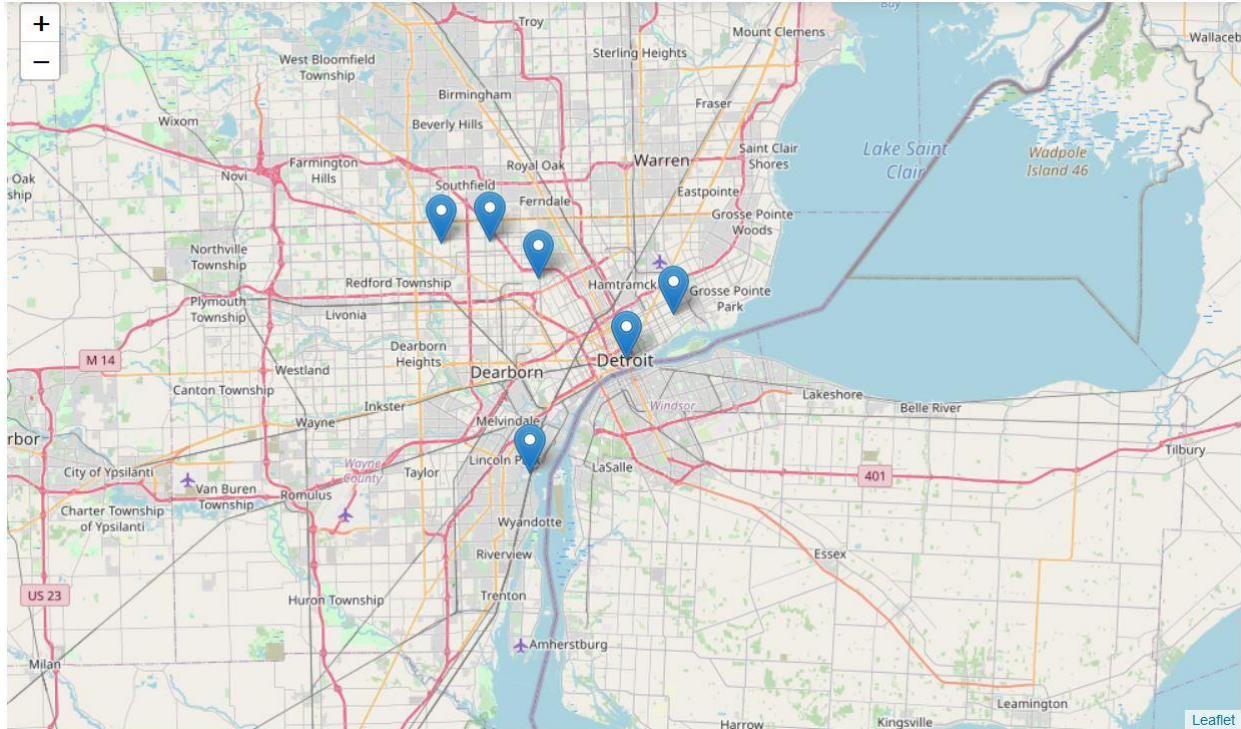 +
−
Troy
Bay
Mount Clemens
Wallaceb
Sterling Heights
West Bloomfield
Township
Birmingham
Fraser
Wixom
Beverly Hills
Saint Clair
Shores
Lake Saint
Clair
Wadpole
Island 46
Farmington
Hills
Royal Oak
Warren
Novi
Oak
ship
Southfield
Eastpointe
Ferndale
Grosse Pointe
Woods
Northville
Township
Redford Township
Hamtramck
Grosse Pointe
Park
Plymouth
Township
Livonia
Dearborn
Heights
Detroit
M 14
Westland
Dearborn
Canton Township
Inkster
Windsor
Lakeshore
Belle River
Wayne
Melvindale
rbor
Lincoln
LaSalle
Tilbury
City of Ypsilanti
Wayne
County
Taylor
401
Van Buren
Township
Romulus
Charter Township
of Ypsilanti
Wyandotte
Riverview
Essex
US 23
Huron Township
Trenton
Amherstburg
Milan
Leamington
Harrow
Kingsville
Leaflet